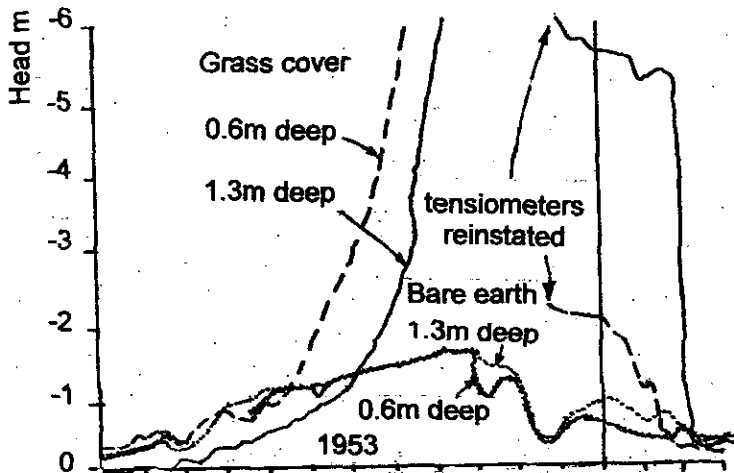 Head m
-6
-5
-4
-3
-2
-1
0
Grass cover
0.6m deep
1.3m deep
tensiometers
reinstated
Bare earth
1.3m deep
0.6m deep
1953